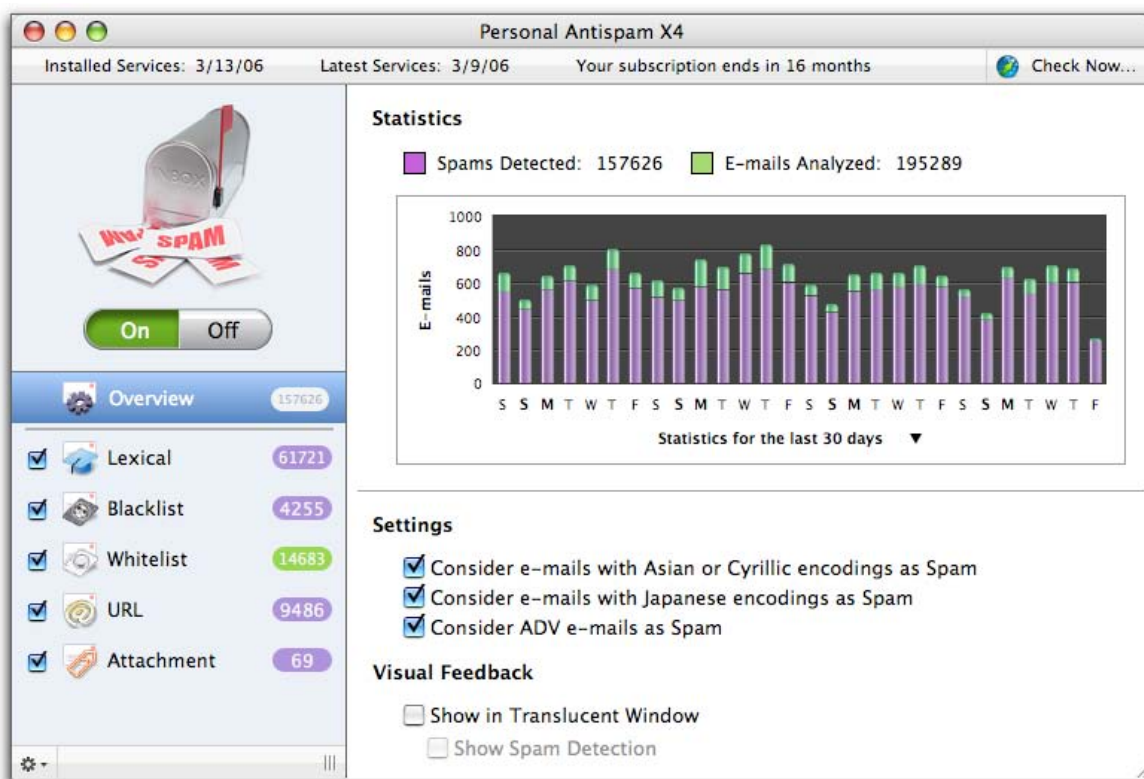 Personal Antispam X4
Installed Services: 3/13/06 Latest Services: 3/9/06 Your subscription ends in 16 months Check Now...
INBOX
SPAM
SPAM
On Off
Overview 157626
Lexical 61721
Blacklist 4255
Whitelist 14683
URL 9486
Attachment 69
Statistics
Spams Detected: 157626 E-mails Analyzed: 195289
E-mails
1000
800
600
400
200
0
S S M T W T F S S M T W T F S S M T W T F S S M T W T F
Statistics for the last 30 days ▼
Settings
Consider e-mails with Asian or Cyrillic encodings as Spam
Consider e-mails with Japanese encodings as Spam
Consider ADV e-mails as Spam
Visual Feedback
Show in Translucent Window
Show Spam Detection